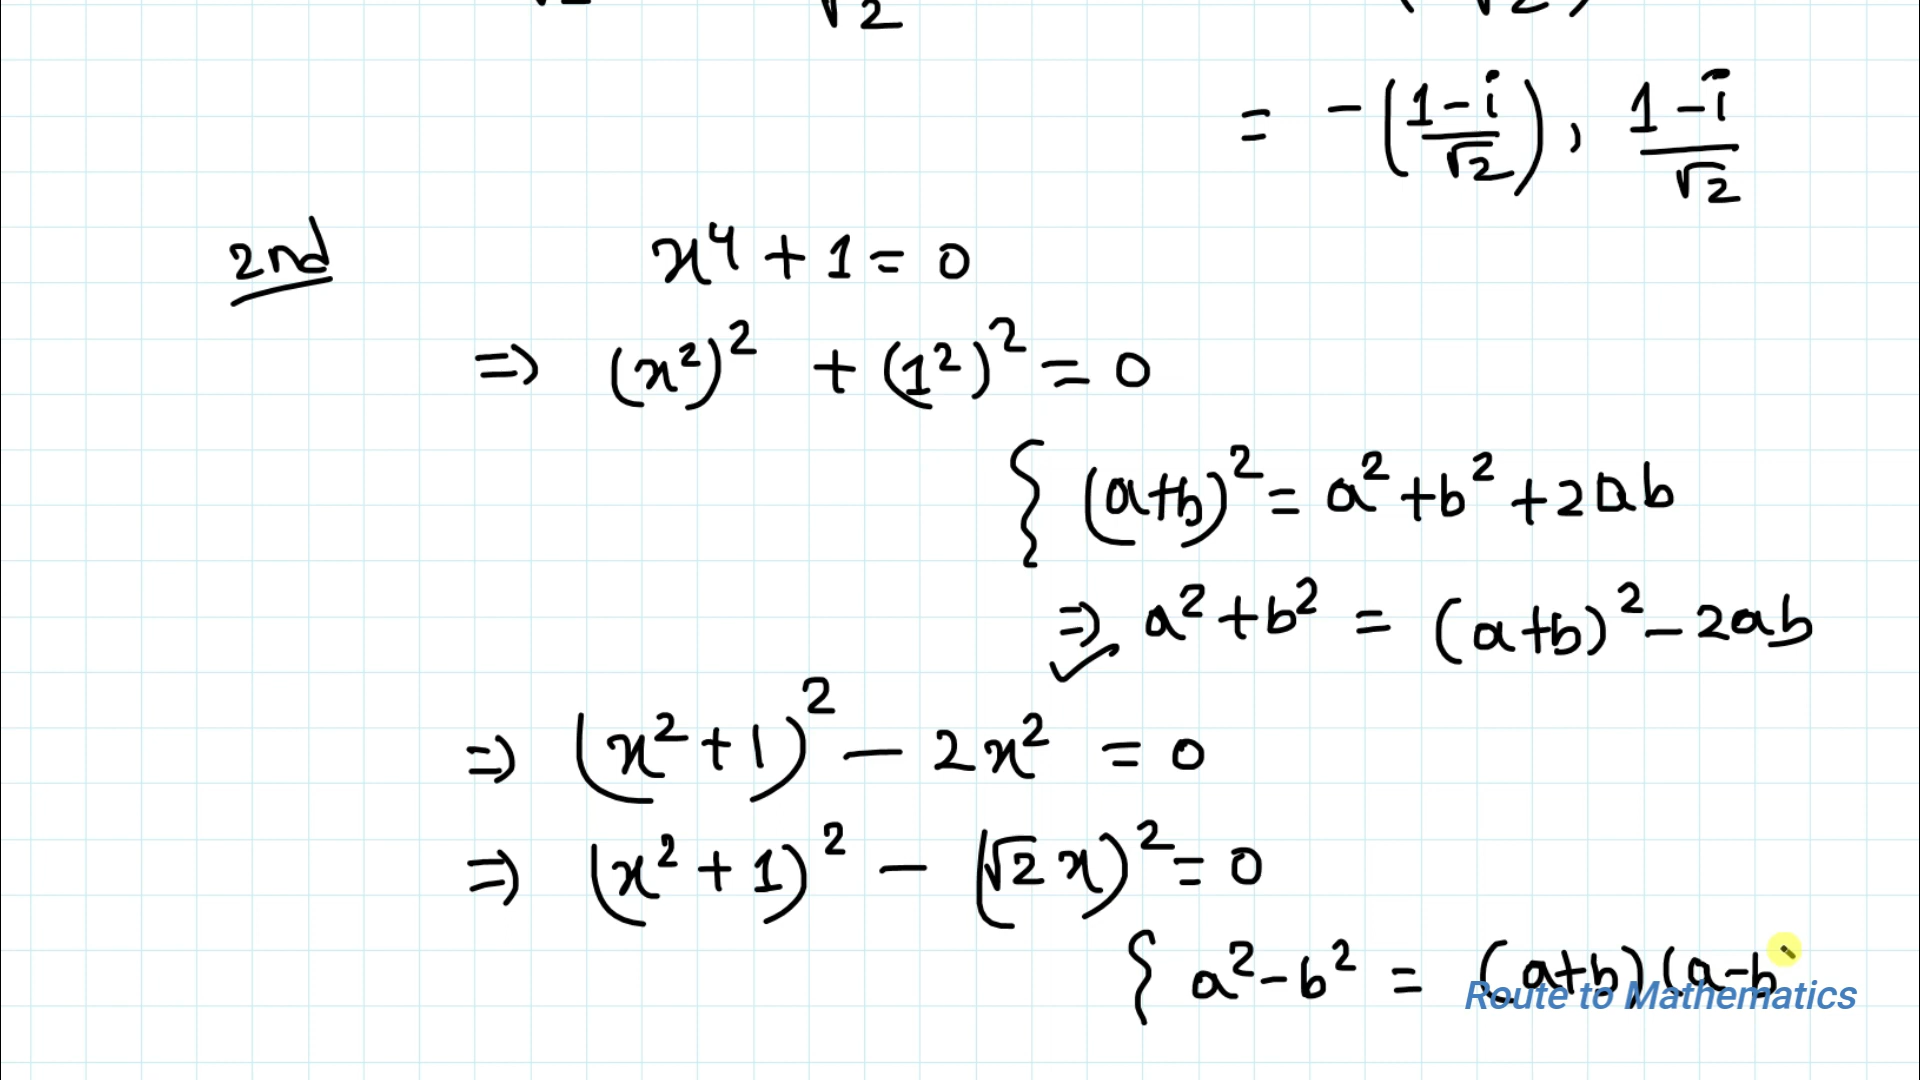 √2
= -((1-i)/√2), (1-i)/√2
2nd x⁴ + 1 = 0
=> (x²)² + (1²)² = 0
{ (a+b)² = a² + b² + 2ab
=> a² + b² = (a+b)² - 2ab
=> (x² + 1)² - 2x² = 0
=> (x² + 1)² - (√2 x)² = 0
{ a² - b² = (a+b)(a-b
Route to Mathematics